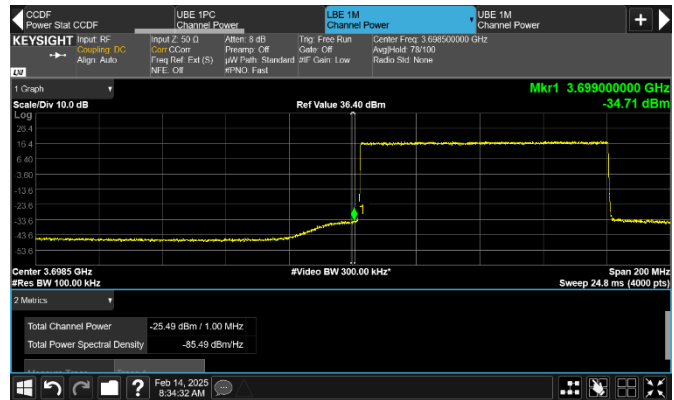 CCDF
Power Stat CCDF
UBE 1PC
Channel Power
LBE 1M
Channel Power
UBE 1M
Channel Power
KEYSIGHT
Input: RF
Coupling: DC
Align: Auto
Input Z: 50 Ω
Corr CCorr
Freq Ref: Ext (S)
NFE: Off
Atten: 8 dB
Preamp: Off
µW Path: Standard
#PNO: Fast
Trig: Free Run
Gate: Off
#IF Gain: Low
Center Freq: 3.698500000 GHz
Avg|Hold: 78/100
Radio Std: None
LXI
1 Graph
Mkr1 3.699000000 GHz
Scale/Div 10.0 dB
Ref Value 36.40 dBm
-34.71 dBm
Log
26.4
16.4
6.40
-3.60
-13.6
-23.6
-33.6
-43.6
-53.6
1
Center 3.6985 GHz
#Video BW 300.00 kHz*
Span 200 MHz
#Res BW 100.00 kHz
Sweep 24.8 ms (4000 pts)
2 Metrics
Total Channel Power -25.49 dBm / 1.00 MHz
Total Power Spectral Density -85.49 dBm/Hz
?
Feb 14, 2025
8:34:32 AM